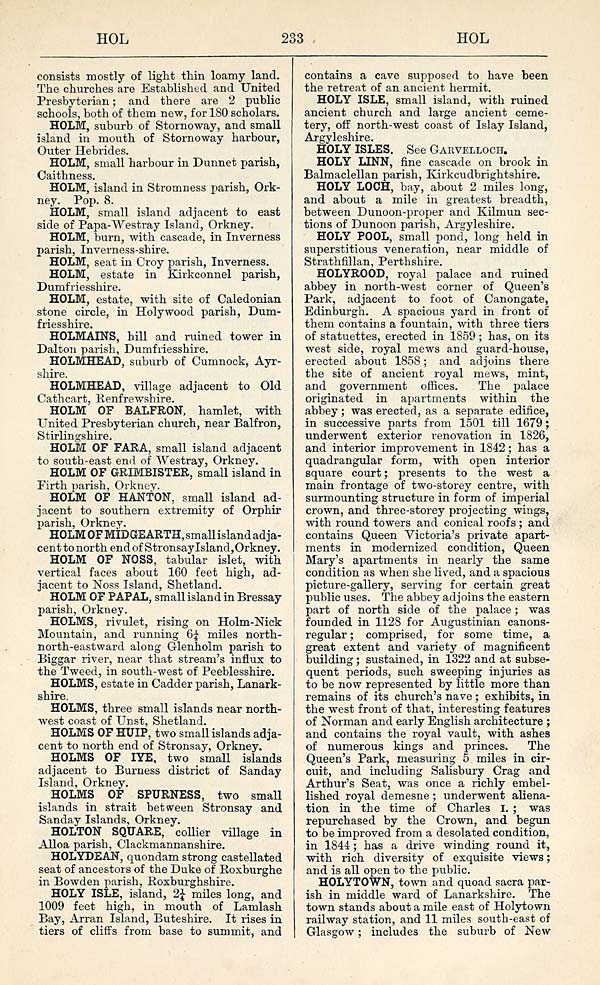 HOL 233 HOL
consists mostly of light thin loamy land.
The churches are Established and United
Presbyterian; and there are 2 public
schools, both of them new, for 180 scholars.
HOLM, suburb of Stornoway, and small
island in mouth of Stornoway harbour,
Outer Hebrides.
HOLM, small harbour in Dunnet parish,
Caithness.
HOLM, island in Stromness parish, Ork-
ney. Pop. 8.
HOLM, small island adjacent to east
side of Papa-Westray Island, Orkney.
HOLM, burn, with cascade, in Inverness
parish, Inverness-shire.
HOLM, seat in Croy parish, Inverness.
HOLM, estate in Kirkconnel parish,
Dumfriesshire.
HOLM, estate, with site of Caledonian
stone circle, in Holywood parish, Dum-
friesshire.
HOLMAINS, hill and ruined tower in
Dalton parish, Dumfriesshire.
HOLMHEAD, suburb of Cumnock, Ayr-
shire.
HOLMHEAD, village adjacent to Old
Cathcart, Renfrewshire.
HOLM OF BALFRON, hamlet, with
United Presbyterian church, near Balfron,
Stirlingshire.
HOLM OF FARA, small island adjacent
to south-east end of Westray, Orkney.
HOLM OF GRIMBISTER, small island in
Firth parish, Orkney.
HOLM OF HANTON, small island ad-
jacent to southern extremity of Orphir
parish, Orkney.
HOLM OF MIDGEARTH, small island adja-
cent to north end of Stronsay Island, Orkney.
HOLM OF NOSS, tabular islet, with
vertical faces about 160 feet high, ad-
jacent to Noss Island, Shetland.
HOLM OF PAPAL, small island in Bressay
parish, Orkney.
HOLMS, rivulet, rising on Holm-Nick
Mountain, and running 6¼ miles north-
north-eastward along Glenholm parish to
Biggar river, near that stream's influx to
the Tweed, in south-west of Peeblesshire.
HOLMS, estate in Cadder parish, Lanark-
shire.
HOLMS, three small islands near north-
west coast of Unst, Shetland.
HOLMS OF HUIP, two small islands adja-
cent to north end of Stronsay, Orkney.
HOLMS OF IYE, two small islands
adjacent to Burness district of Sanday
Island, Orkney.
HOLMS OF SPURNESS, two small
islands in strait between Stronsay and
Sanday Islands, Orkney.
HOLTON SQUARE, collier village in
Alloa parish, Clackmannanshire.
HOLYDEAN, quondam strong castellated
seat of ancestors of the Duke of Roxburghe
in Bowden parish, Roxburghshire.
HOLY ISLE, island, 2¼ miles long, and
1009 feet high, in mouth of Lamlash
Bay, Arran Island, Buteshire. It rises in
tiers of cliffs from base to summit, and
contains a cave supposed to have been
the retreat of an ancient hermit.
HOLY ISLE, small island, with ruined
ancient church and large ancient ceme-
tery, off north-west coast of Islay Island,
Argyleshire.
HOLY ISLES. See GARVELLOCH.
HOLY LINN, fine cascade on brook in
Balmaclellan parish, Kirkcudbrightshire.
HOLY LOCH, bay, about 2 miles long,
and about a mile in greatest breadth,
between Dunoon-proper and Kilmun sec-
tions of Dunoon parish, Argyleshire.
HOLY POOL, small pond, long held in
superstitious veneration, near middle of
Strathfillan, Perthshire.
HOLYROOD, royal palace and ruined
abbey in north-west corner of Queen's
Park, adjacent to foot of Canongate,
Edinburgh. A spacious yard in front of
them contains a fountain, with three tiers
of statuettes, erected in 1859; has, on its
west side, royal mews and guard-house,
erected about 1858; and adjoins there
the site of ancient royal mews, mint,
and government offices. The palace
originated in apartments within the
abbey; was erected, as a separate edifice,
in successive parts from 1501 till 1679;
underwent exterior renovation in 1826,
and interior improvement in 1842; has a
quadrangular form, with open interior
square court; presents to the west a
main frontage of two-storey centre, with
surmounting structure in form of imperial
crown, and three-storey projecting wings,
with round towers and conical roofs; and
contains Queen Victoria's private apart-
ments in modernized condition, Queen
Mary's apartments in nearly the same
condition as when she lived, and a spacious
picture-gallery, serving for certain great
public uses. The abbey adjoins the eastern
part of north side of the palace; was
founded in 1128 for Augustinian canons-
regular; comprised, for some time, a
great extent and variety of magnificent
building; sustained, in 1322 and at subse-
quent periods, such sweeping injuries as
to be now represented by little more than
remains of its church's nave; exhibits, in
the west front of that, interesting features
of Norman and early English architecture;
and contains the royal vault, with ashes
of numerous kings and princes. The
Queen's Park, measuring 5 miles in cir-
cuit, and including Salisbury Crag and
Arthur's Seat, was once a richly embel-
lished royal demesne; underwent aliena-
tion in the time of Charles I.; was
repurchased by the Crown, and begun
to be improved from a desolated condition,
in 1844; has a drive winding round it,
with rich diversity of exquisite views;
and is all open to the public.
HOLYTOWN, town and quoad sacra par-
ish in middle ward of Lanarkshire. The
town stands about a mile east of Holytown
railway station, and 11 miles south-east of
Glasgow; includes the suburb of New